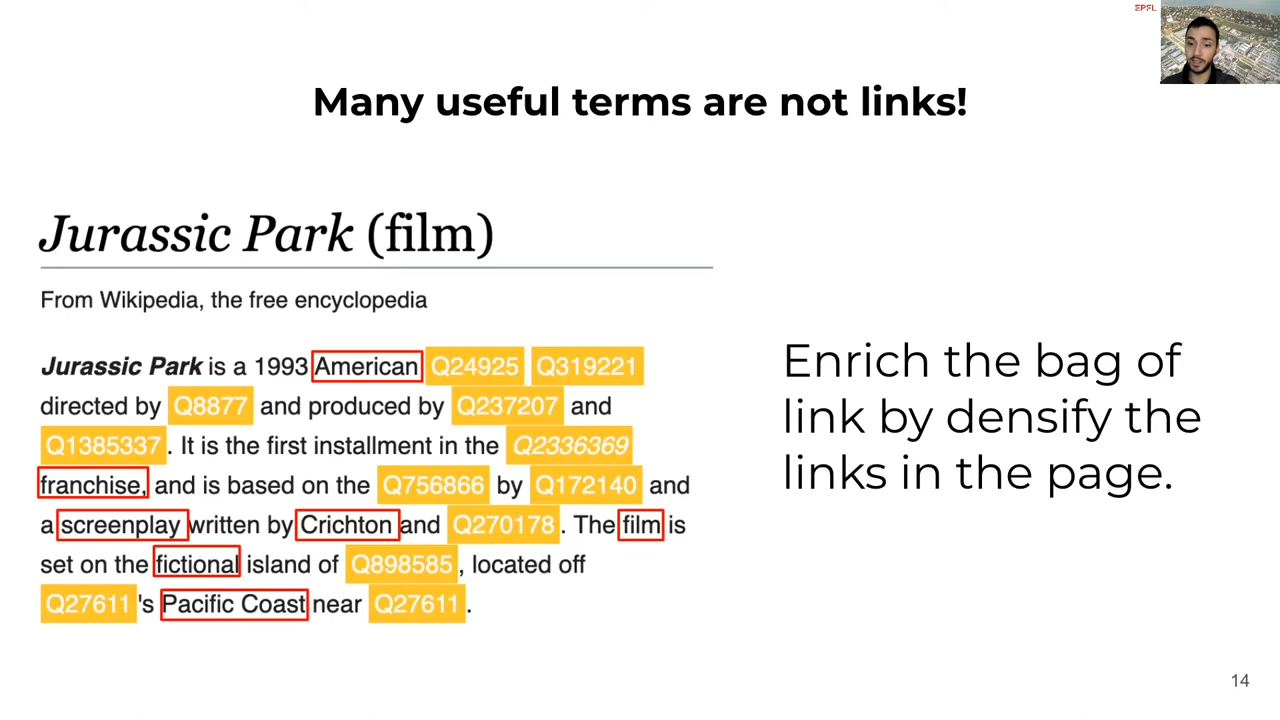 EPFL
Many useful terms are not links!
Jurassic Park (film)
From Wikipedia, the free encyclopedia
Jurassic Park is a 1993 American Q24925 Q319221
directed by Q8877 and produced by Q237207 and
Q1385337. It is the first installment in the Q2336369
franchise, and is based on the Q756866 by Q172140 and
a screenplay written by Crichton and Q270178. The film is
set on the fictional island of Q898585, located off
Q27611's Pacific Coast near Q27611.
Enrich the bag of
link by densify the
links in the page.
14